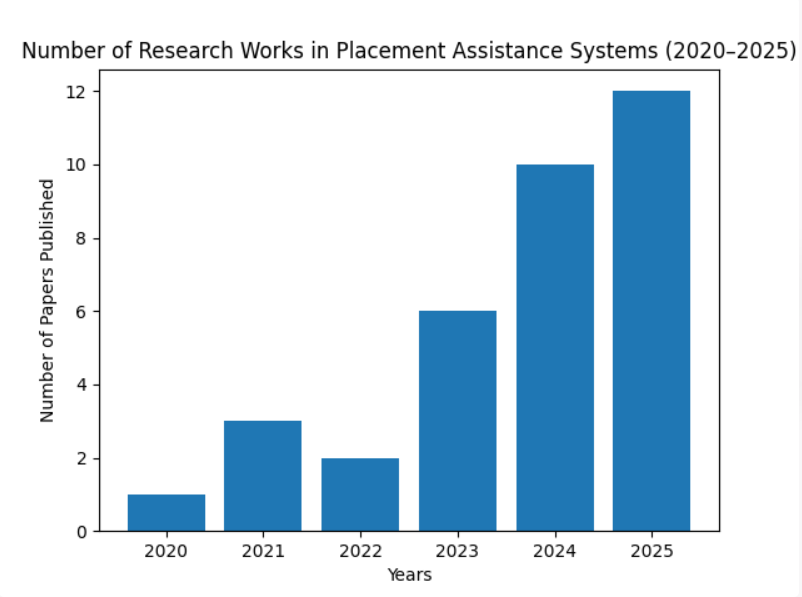 Number of Research Works in Placement Assistance Systems (2020–2025)
12
10
8
6
4
2
0
Number of Papers Published
2020 2021 2022 2023 2024 2025
Years